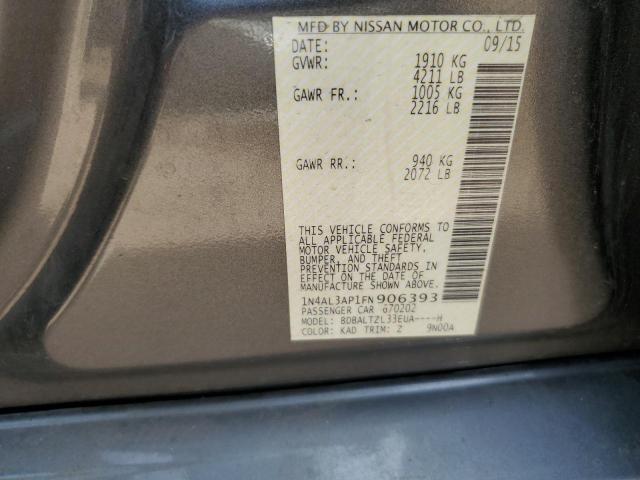 MFD BY NISSAN MOTOR CO., LTD.
DATE: 09/15
GVWR: 1910 KG
4211 LB
GAWR FR.: 1005 KG
2216 LB
GAWR RR.: 940 KG
2072 LB
THIS VEHICLE CONFORMS TO
ALL APPLICABLE FEDERAL
MOTOR VEHICLE SAFETY,
BUMPER, AND THEFT
PREVENTION STANDARDS IN
EFFECT ON THE DATE OF
MANUFACTURE SHOWN ABOVE.
1N4AL3AP1FN906393
PASSENGER CAR G70202
MODEL: BDBALTZL33EUA----H
COLOR: KAD TRIM: Z 9N00A